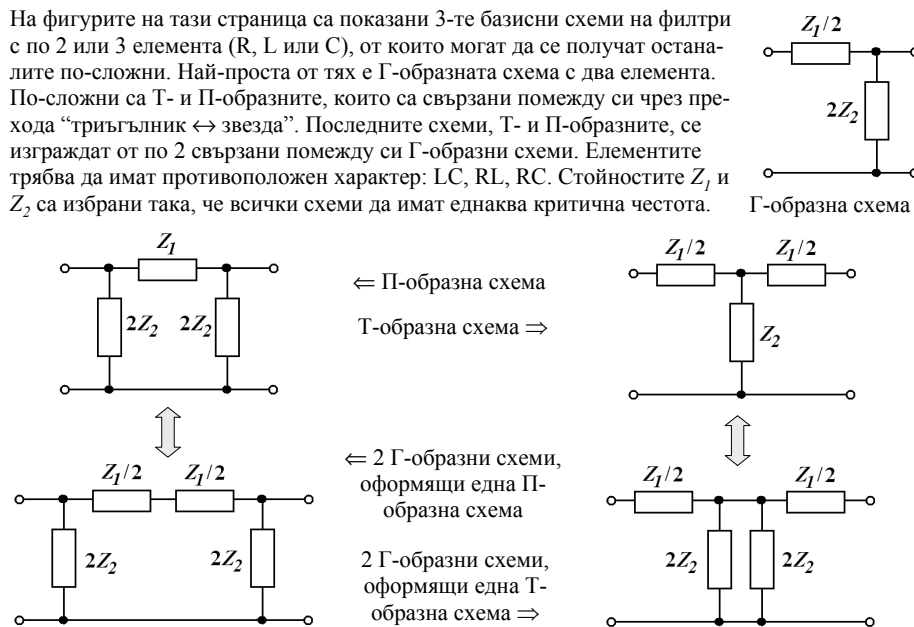 На фигурите на тази страница са показани 3-те базисни схеми на филтри
с по 2 или 3 елемента (R, L или C), от които могат да се получат остана-
лите по-сложни. Най-проста от тях е Г-образната схема с два елемента.
По-сложни са Т- и П-образните, които са свързани помежду си чрез пре-
хода “триъгълник ↔ звезда”. Последните схеми, Т- и П-образните, се
изграждат от по 2 свързани помежду си Г-образни схеми. Елементите
трябва да имат противоположен характер: LC, RL, RC. Стойностите Z₁ и
Z₂ са избрани така, че всички схеми да имат еднаква критична честота.
Z₁/2
2Z₂
Г-образна схема
Z₁
2Z₂ 2Z₂
⇐ П-образна схема
Т-образна схема ⇒
Z₁/2 Z₁/2
Z₂
Z₁/2 Z₁/2
2Z₂ 2Z₂
⇐ 2 Г-образни схеми,
оформящи една П-
образна схема
2 Г-образни схеми,
оформящи една Т-
образна схема ⇒
Z₁/2 Z₁/2
2Z₂ 2Z₂